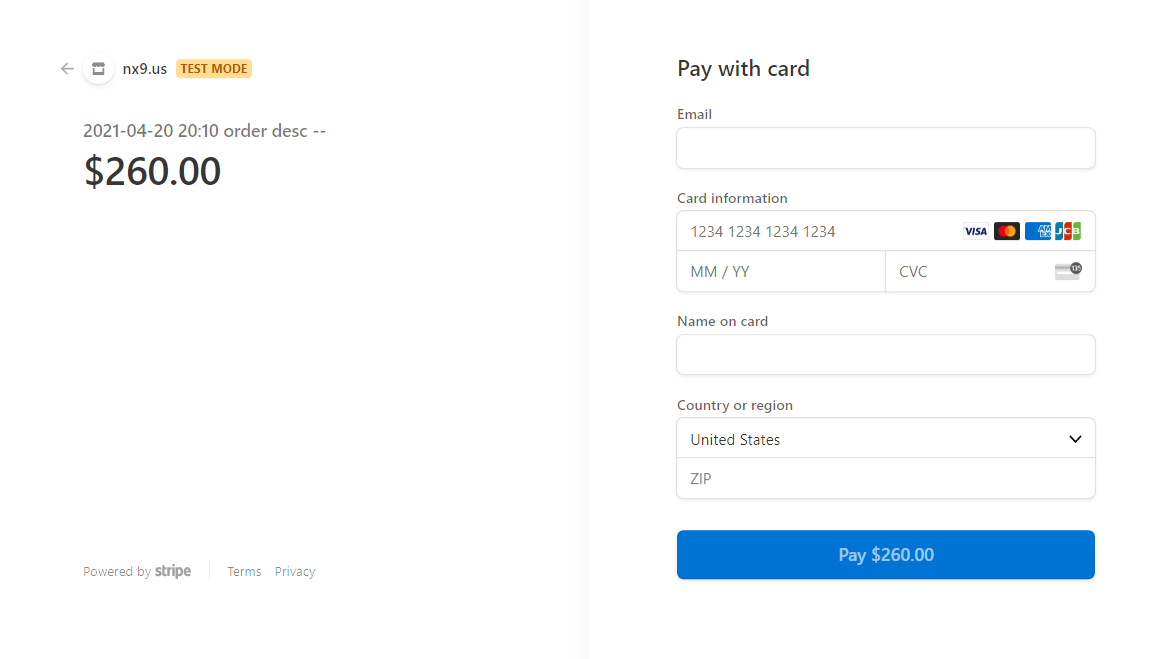 nx9.us TEST MODE
2021-04-20 20:10 order desc --
$260.00
Powered by stripe
Terms Privacy
Pay with card
Email
Card information
1234 1234 1234 1234 VISA AMEX JCB
MM / YY
CVC 135
Name on card
Country or region
United States
ZIP
Pay $260.00